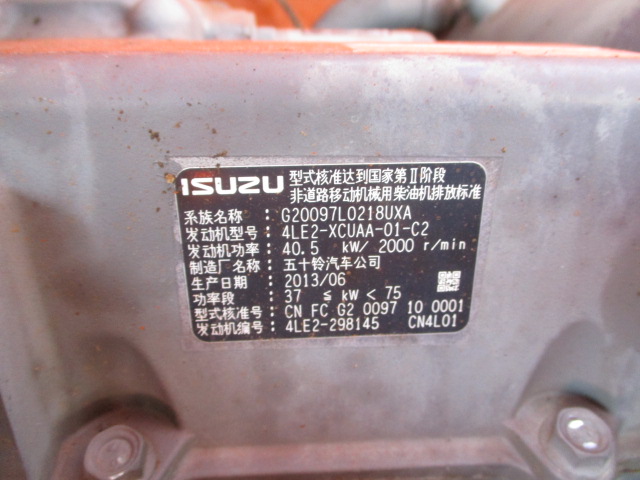 ISUZU
型式核准达到国家第Ⅱ阶段
非道路移动机械用柴油机排放标准
系族名称 : G20097L0218UXA
发动机型号: 4LE2-XCUAA-01-C2
发动机功率: 40.5 kW/ 2000 r/min
制造厂名称: 五十铃汽车公司
生产日期 : 2013/06
功率段 : 37 ≦ kW < 75
型式核准号: CN FC G2 0097 10 0001
发动机编号: 4LE2-298145 CN4L01